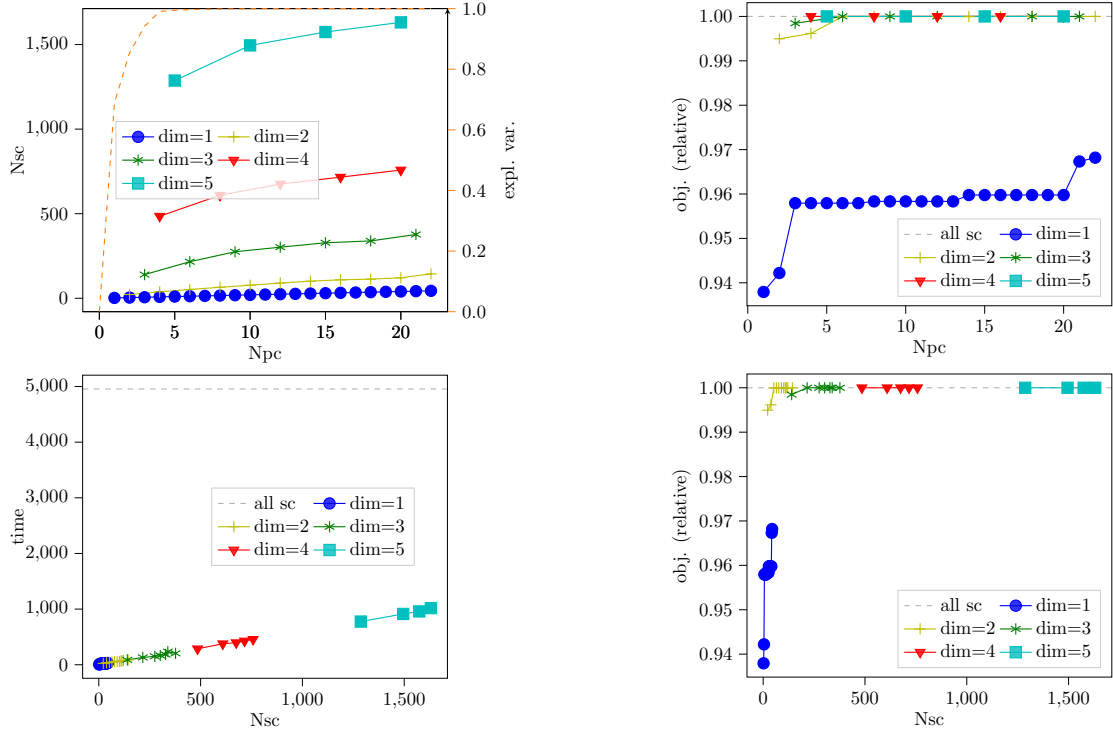 1,500
1,000
500
0
Nsc
1.0
0.8
0.6
0.4
0.2
0.0
expl. var.
dim=1 dim=2
dim=3 dim=4
dim=5
0 5 10 15 20
Npc
1.00
0.99
0.98
0.97
0.96
0.95
0.94
obj. (relative)
all sc dim=1
dim=2 dim=3
dim=4 dim=5
0 5 10 15 20
Npc
5,000
4,000
3,000
2,000
1,000
0
time
all sc dim=1
dim=2 dim=3
dim=4 dim=5
0 500 1,000 1,500
Nsc
1.00
0.99
0.98
0.97
0.96
0.95
0.94
obj. (relative)
all sc dim=1
dim=2 dim=3
dim=4 dim=5
0 500 1,000 1,500
Nsc